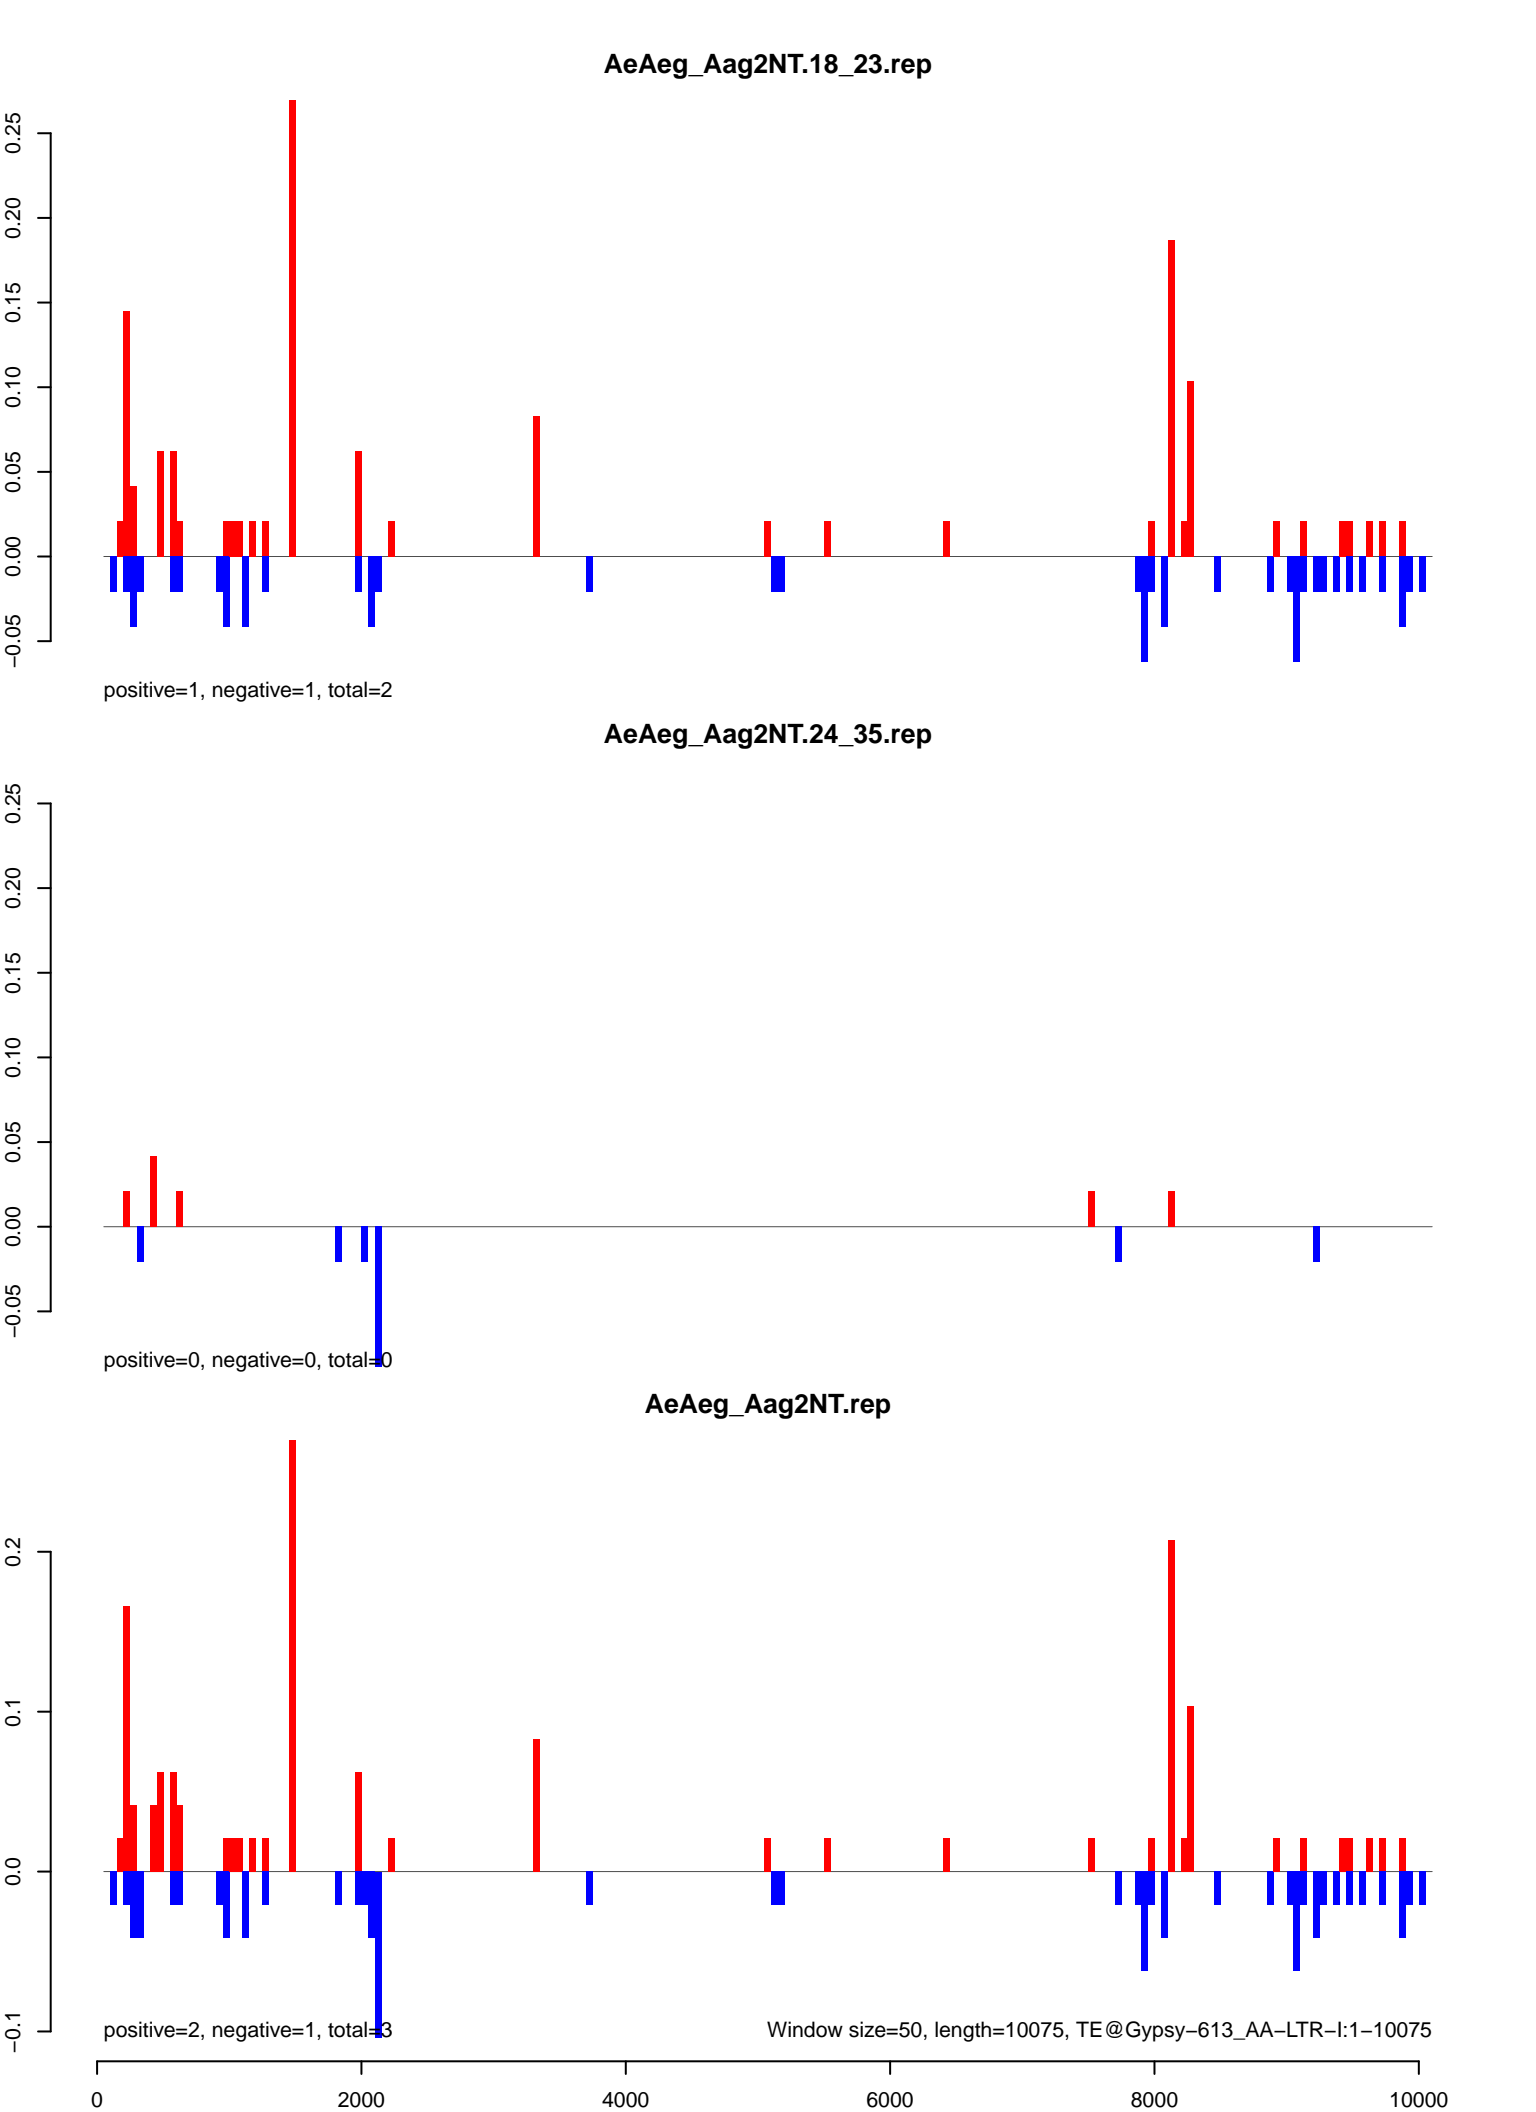 AeAeg_Aag2NT.18_23.rep
0.25
0.20
0.15
0.10
0.05
0.00
−0.05
positive=1, negative=1, total=2
AeAeg_Aag2NT.24_35.rep
0.25
0.20
0.15
0.10
0.05
0.00
−0.05
positive=0, negative=0, total=0
AeAeg_Aag2NT.rep
0.2
0.1
0.0
−0.1
positive=2, negative=1, total=3
Window size=50, length=10075, TE@Gypsy−613_AA−LTR−I:1−10075
0 2000 4000 6000 8000 10000